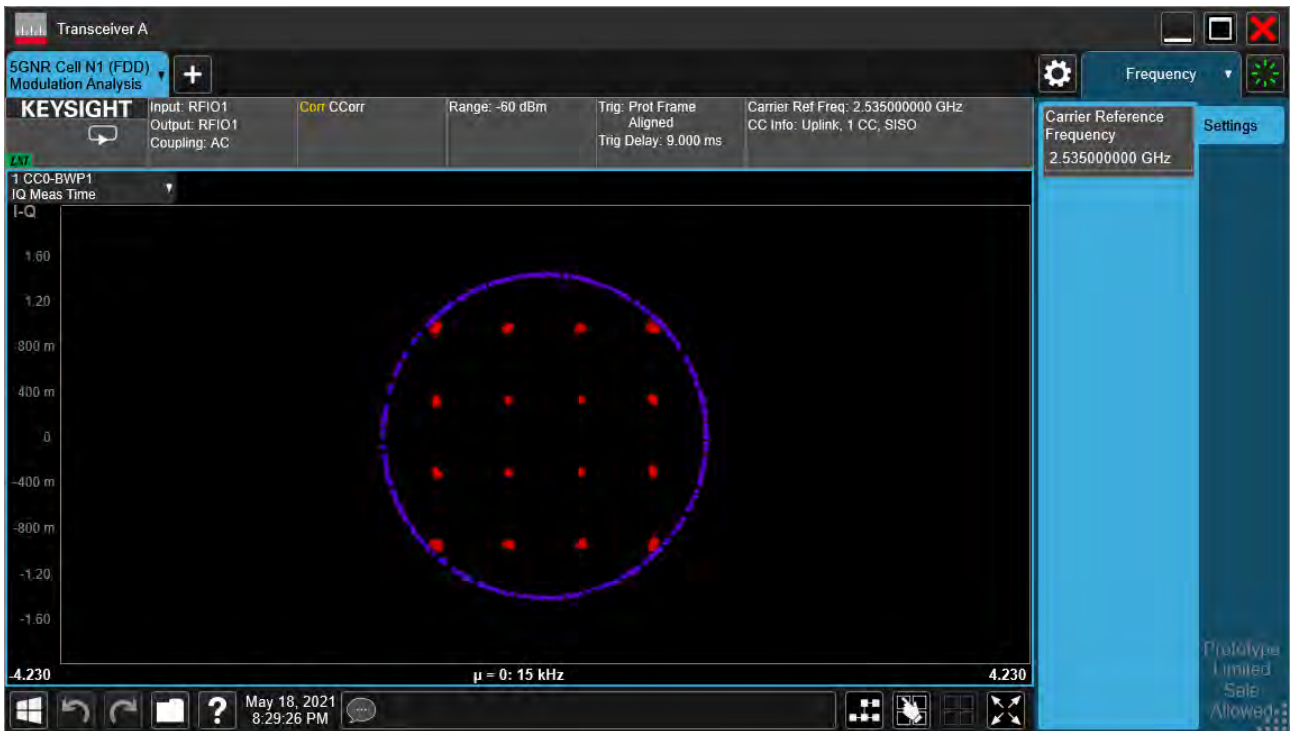 Transceiver A
5GNR Cell N1 (FDD)
Modulation Analysis
Frequency
KEYSIGHT
Input: RFIO1
Output: RFIO1
Coupling: AC
Corr CCorr
Range: -60 dBm
Trig: Prot Frame
Aligned
Trig Delay: 9.000 ms
Carrier Ref Freq: 2.535000000 GHz
CC Info: Uplink, 1 CC, SISO
LXI
Carrier Reference
Frequency
2.535000000 GHz
Settings
1 CC0-BWP1
IQ Meas Time
I-Q
1.60
1.20
800 m
400 m
0
-400 m
-800 m
-1.20
-1.60
-4.230
µ = 0: 15 kHz
4.230
Prototype
Limited
Sale
Allowed
?
May 18, 2021
8:29:26 PM